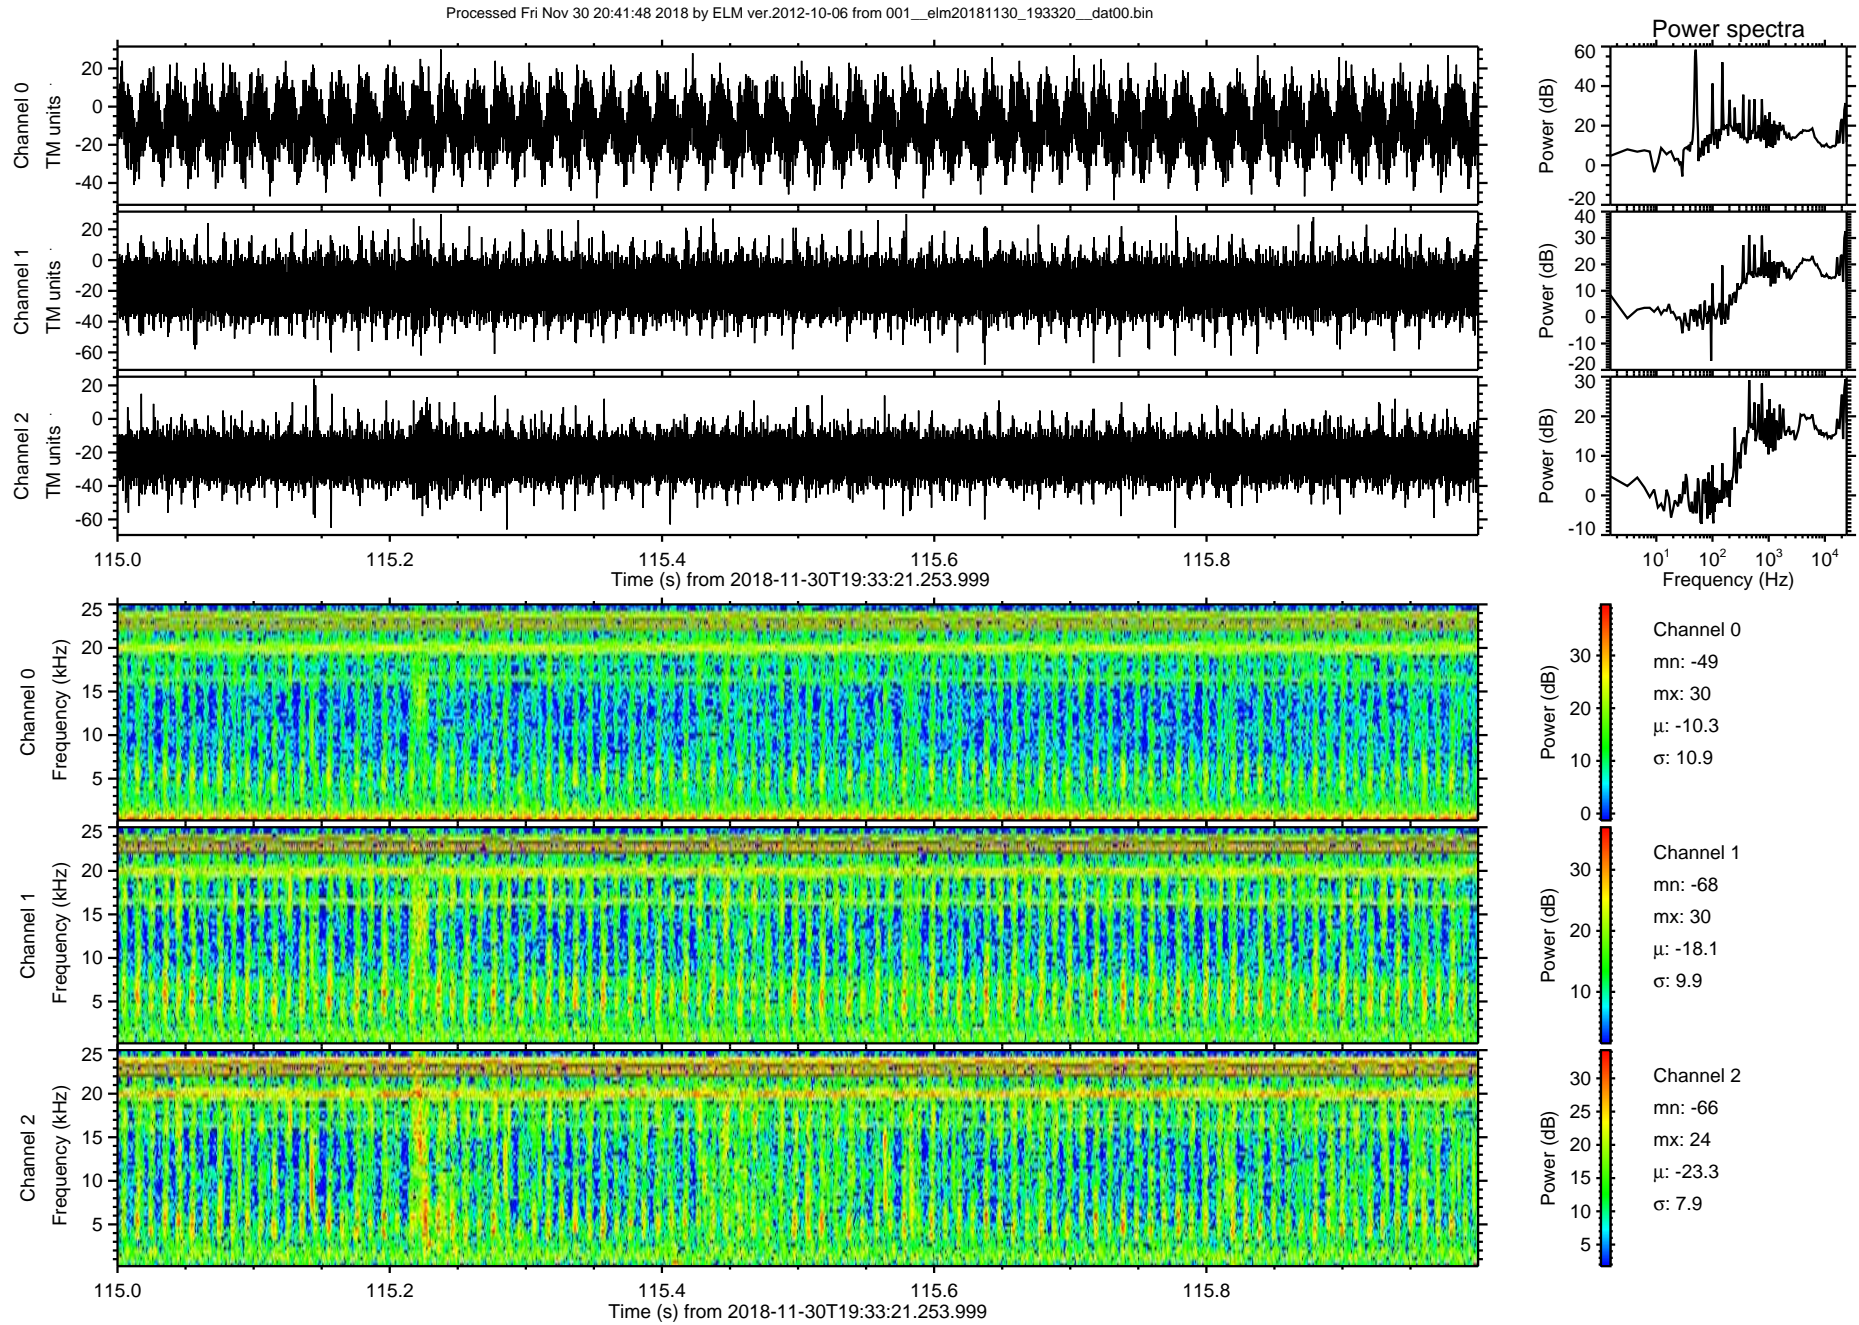 Processed Fri Nov 30 20:41:48 2018 by ELM ver.2012-10-06 from 001__elm20181130_193320__dat00.bin
Power spectra
Channel 0
TM units
20
0
-20
-40
Power (dB)
60
40
20
0
-20
Channel 1
TM units
20
0
-20
-40
-60
Power (dB)
40
30
20
10
0
-10
-20
Channel 2
TM units
20
0
-20
-40
-60
Power (dB)
30
20
10
0
-10
115.0 115.2 115.4 115.6 115.8
Time (s) from 2018-11-30T19:33:21.253.999
10^1 10^2 10^3 10^4
Frequency (Hz)
Channel 0
Frequency (kHz)
25
20
15
10
5
Power (dB)
30
20
10
0
Channel 0
mn: -49
mx: 30
μ: -10.3
σ: 10.9
Channel 1
Frequency (kHz)
25
20
15
10
5
Power (dB)
30
20
10
Channel 1
mn: -68
mx: 30
μ: -18.1
σ: 9.9
Channel 2
Frequency (kHz)
25
20
15
10
5
Power (dB)
30
25
20
15
10
5
Channel 2
mn: -66
mx: 24
μ: -23.3
σ: 7.9
115.0 115.2 115.4 115.6 115.8
Time (s) from 2018-11-30T19:33:21.253.999